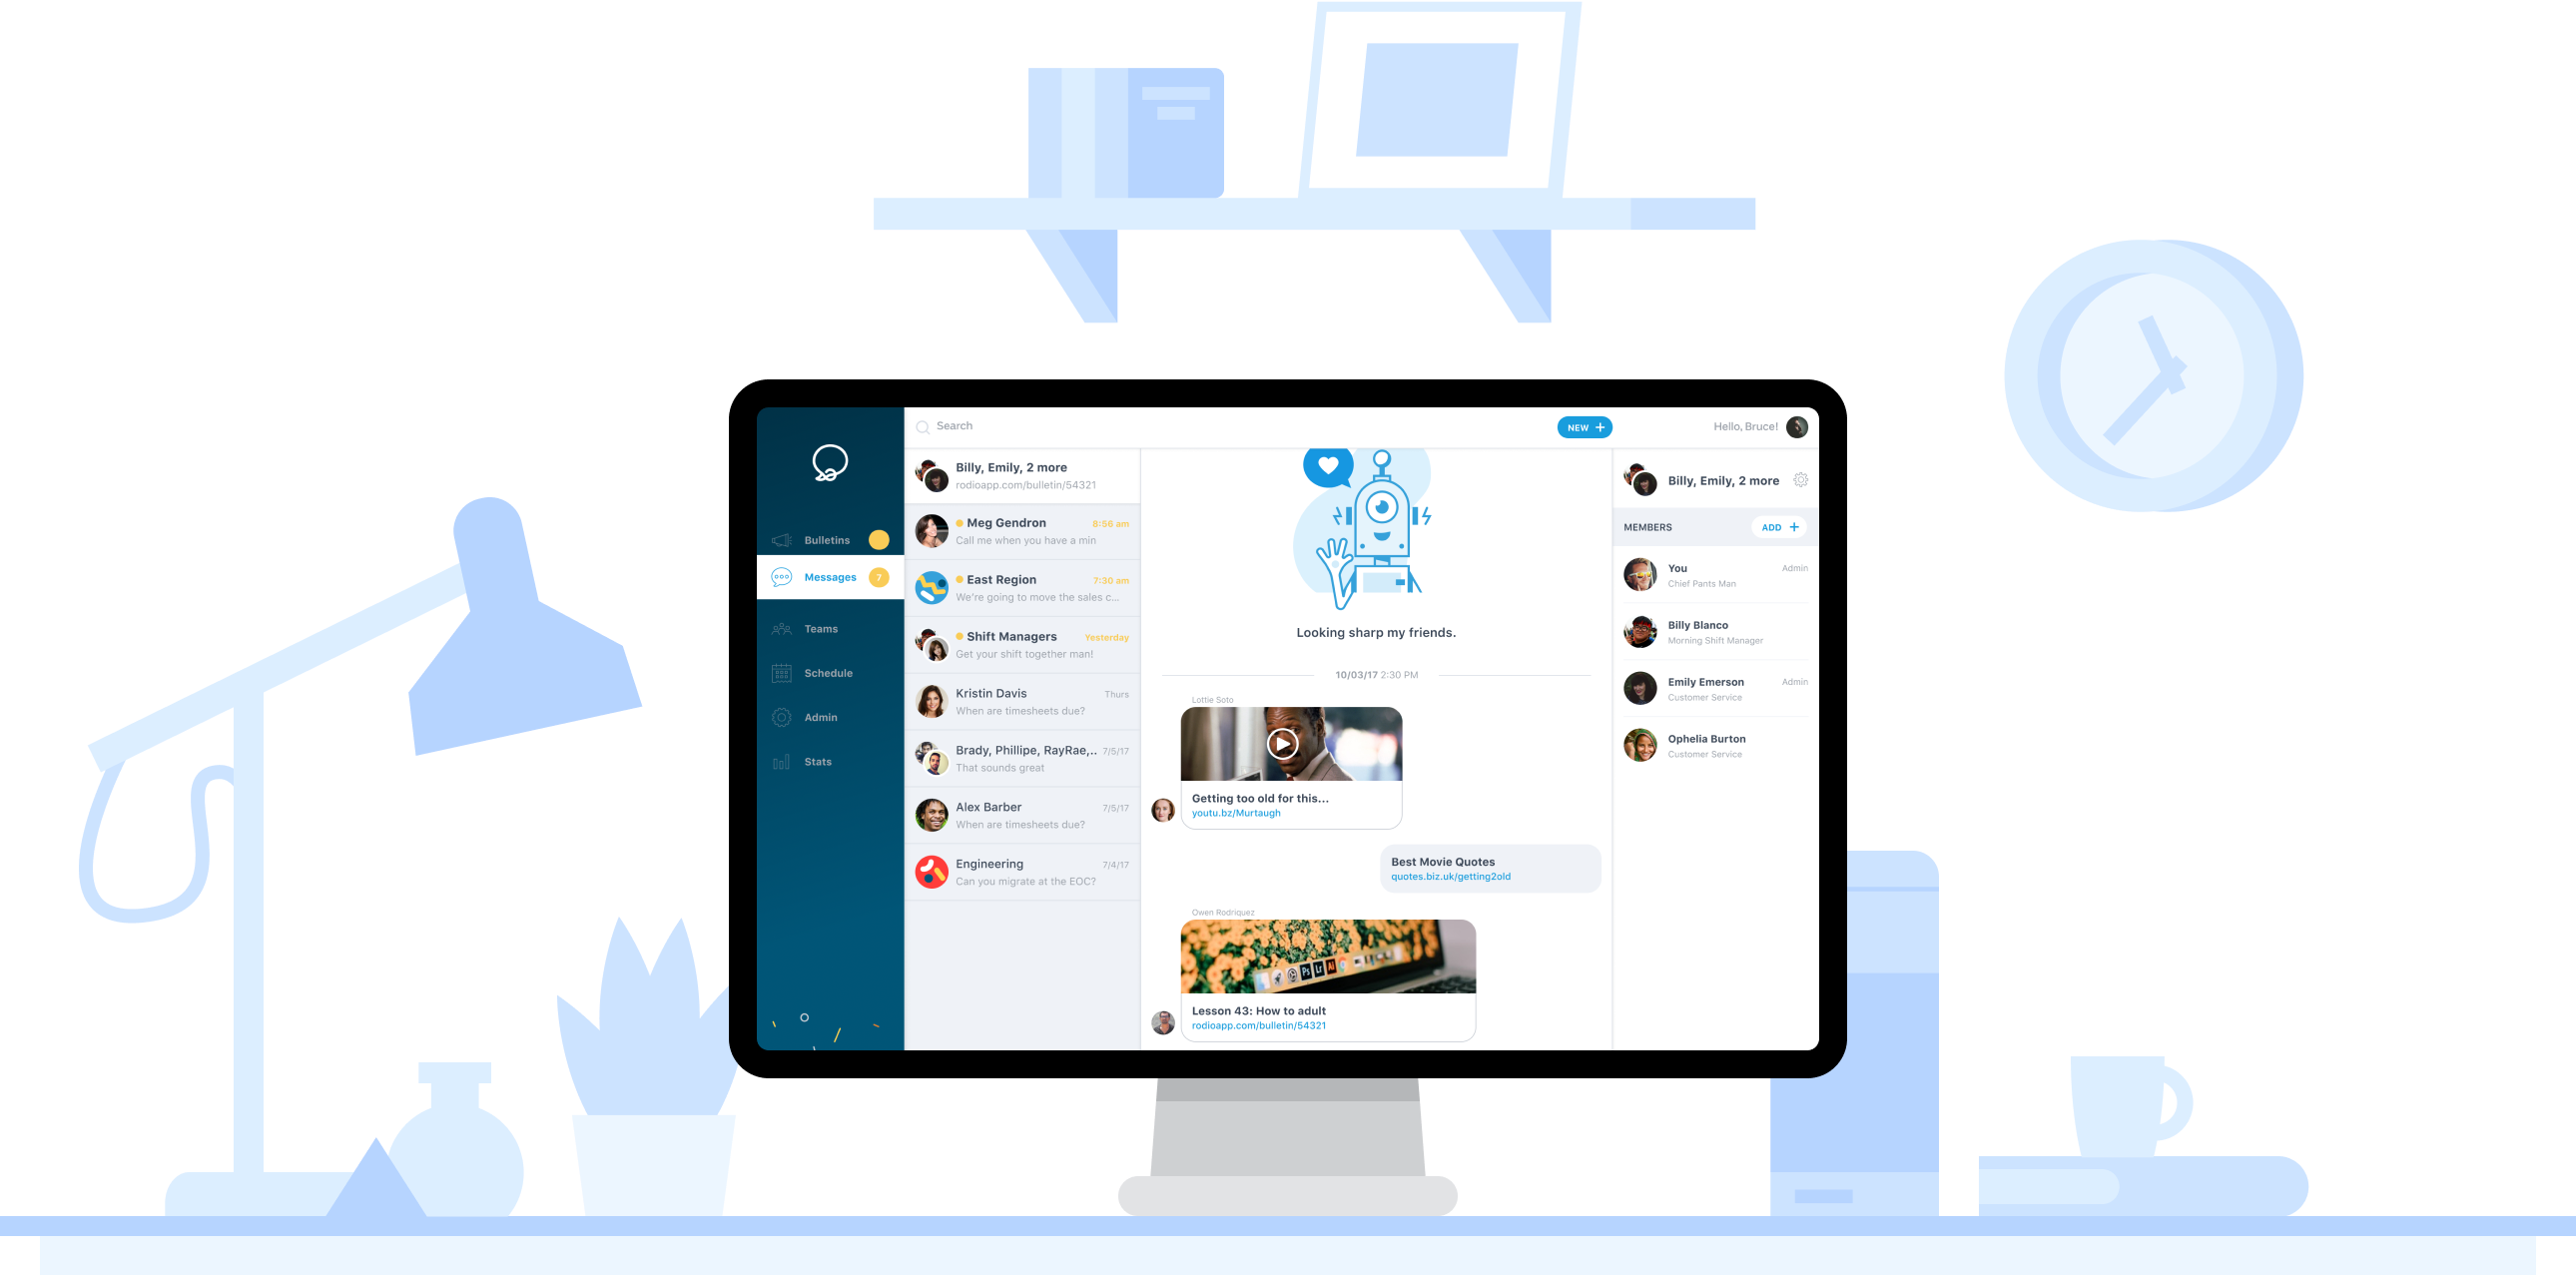 Search
NEW +
Hello, Bruce!
Bulletins
Messages 7
Teams
Schedule
Admin
Stats
Billy, Emily, 2 more
rodioapp.com/bulletin/54321
Meg Gendron 8:56 am
Call me when you have a min
East Region 7:30 am
We're going to move the sales c...
Shift Managers Yesterday
Get your shift together man!
Kristin Davis Thurs
When are timesheets due?
Brady, Phillipe, RayRae,.. 7/5/17
That sounds great
Alex Barber 7/5/17
When are timesheets due?
Engineering 7/4/17
Can you migrate at the EOC?
Looking sharp my friends.
10/03/17 2:30 PM
Lottie Soto
Getting too old for this...
youtu.bz/Murtaugh
Best Movie Quotes
quotes.biz.uk/getting2old
Owen Rodriquez
Ps Lr Ai
Lesson 43: How to adult
rodioapp.com/bulletin/54321
Billy, Emily, 2 more
MEMBERS
ADD +
You Admin
Chief Pants Man
Billy Blanco
Morning Shift Manager
Emily Emerson Admin
Customer Service
Ophelia Burton
Customer Service